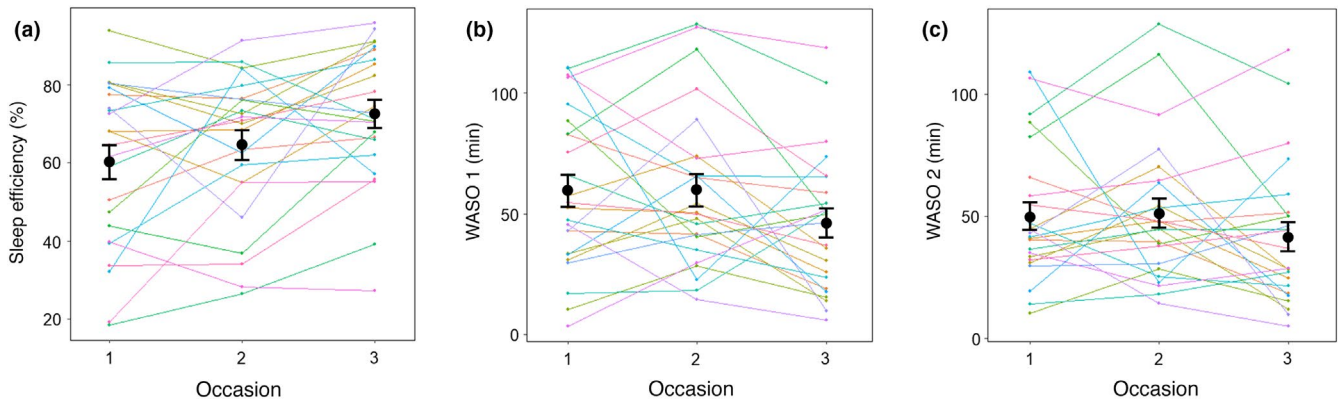 (a)
Sleep efficiency (%)
80
60
40
20
1 2 3
Occasion
(b)
WASO 1 (min)
100
50
0
1 2 3
Occasion
(c)
WASO 2 (min)
100
50
0
1 2 3
Occasion